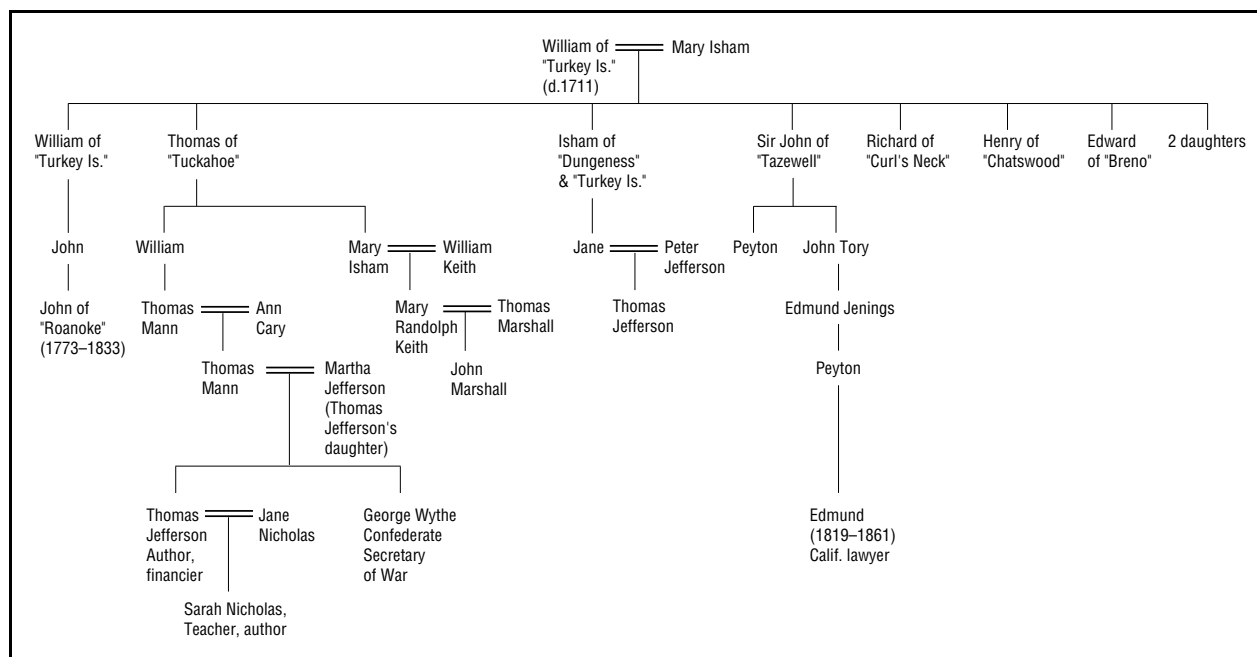 William of
"Turkey Is."
(d.1711)
Mary Isham
William of
"Turkey Is."
Thomas of
"Tuckahoe"
Isham of
"Dungeness"
& "Turkey Is."
Sir John of
"Tazewell"
Richard of
"Curl's Neck"
Henry of
"Chatswood"
Edward
of "Breno"
2 daughters
John
William
Mary
Isham
William
Keith
Jane
Peter
Jefferson
Peyton
John Tory
John of
"Roanoke"
(1773–1833)
Thomas
Mann
Ann
Cary
Mary
Randolph
Keith
Thomas
Marshall
Thomas
Jefferson
Edmund Jenings
Thomas
Mann
Martha
Jefferson
(Thomas
Jefferson's
daughter)
John
Marshall
Peyton
Thomas
Jefferson
Author,
financier
Jane
Nicholas
George Wythe
Confederate
Secretary
of War
Edmund
(1819–1861)
Calif. lawyer
Sarah Nicholas,
Teacher, author